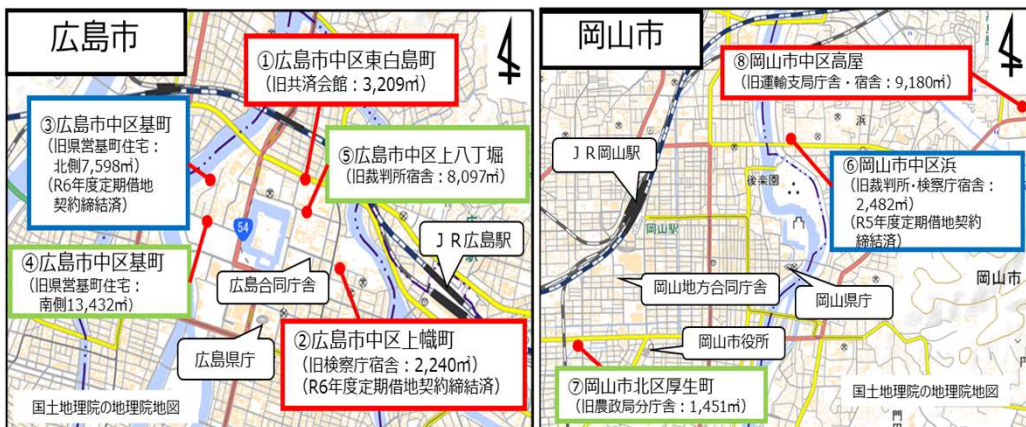 広島市
①広島市中区東白島町
(旧共済会館:3,209㎡)
③広島市中区基町
(旧県営基町住宅:
北側7,598㎡)
(R6年度定期借地
契約締結済)
⑤広島市中区上八丁堀
(旧裁判所宿舎:8,097㎡)
54
JR広島駅
④広島市中区基町
(旧県営基町住宅:
南側13,432㎡)
広島合同庁舎
広島県庁
②広島市中区上幟町
(旧検察庁宿舎:2,240㎡)
(R6年度定期借地契約締結済)
国土地理院の地理院地図
岡山市
⑧岡山市中区高屋
(旧運輸支局庁舎・宿舎:9,180㎡)
浜
JR岡山駅
後楽園
⑥岡山市中区浜
(旧裁判所・検察庁宿舎:
2,482㎡)
(R5年度定期借地契約
締結済)
岡山駅
岡山地方合同庁舎
岡山県庁
岡山市
岡山市役所
⑦岡山市北区厚生町
(旧農政局分庁舎:1,451㎡)
国土地理院の地理院地図
門
田